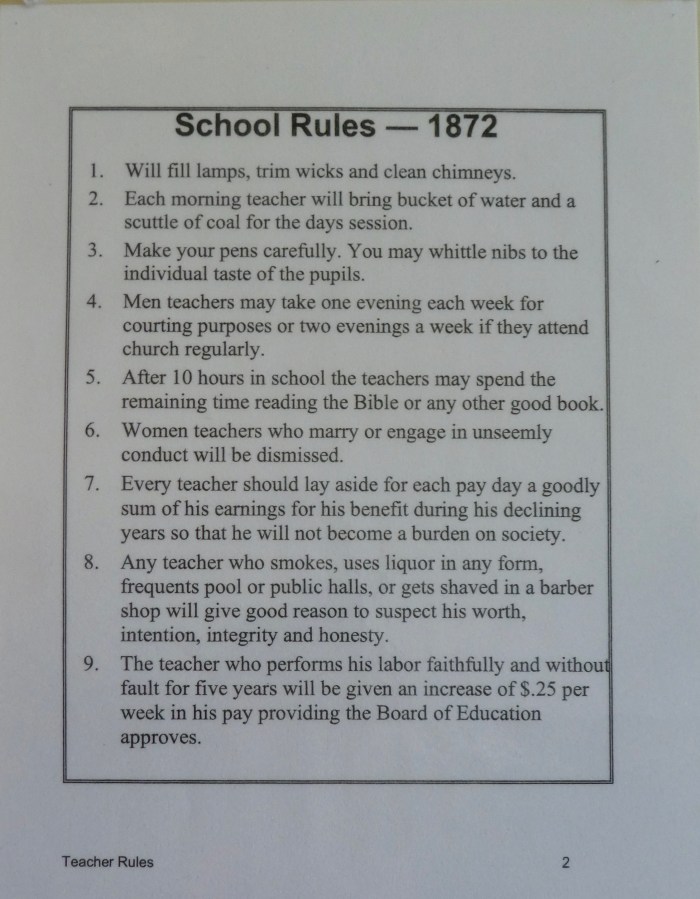 School Rules — 1872
1. Will fill lamps, trim wicks and clean chimneys.
2. Each morning teacher will bring bucket of water and a
scuttle of coal for the days session.
3. Make your pens carefully. You may whittle nibs to the
individual taste of the pupils.
4. Men teachers may take one evening each week for
courting purposes or two evenings a week if they attend
church regularly.
5. After 10 hours in school the teachers may spend the
remaining time reading the Bible or any other good book.
6. Women teachers who marry or engage in unseemly
conduct will be dismissed.
7. Every teacher should lay aside for each pay day a goodly
sum of his earnings for his benefit during his declining
years so that he will not become a burden on society.
8. Any teacher who smokes, uses liquor in any form,
frequents pool or public halls, or gets shaved in a barber
shop will give good reason to suspect his worth,
intention, integrity and honesty.
9. The teacher who performs his labor faithfully and without
fault for five years will be given an increase of $.25 per
week in his pay providing the Board of Education
approves.
Teacher Rules 2